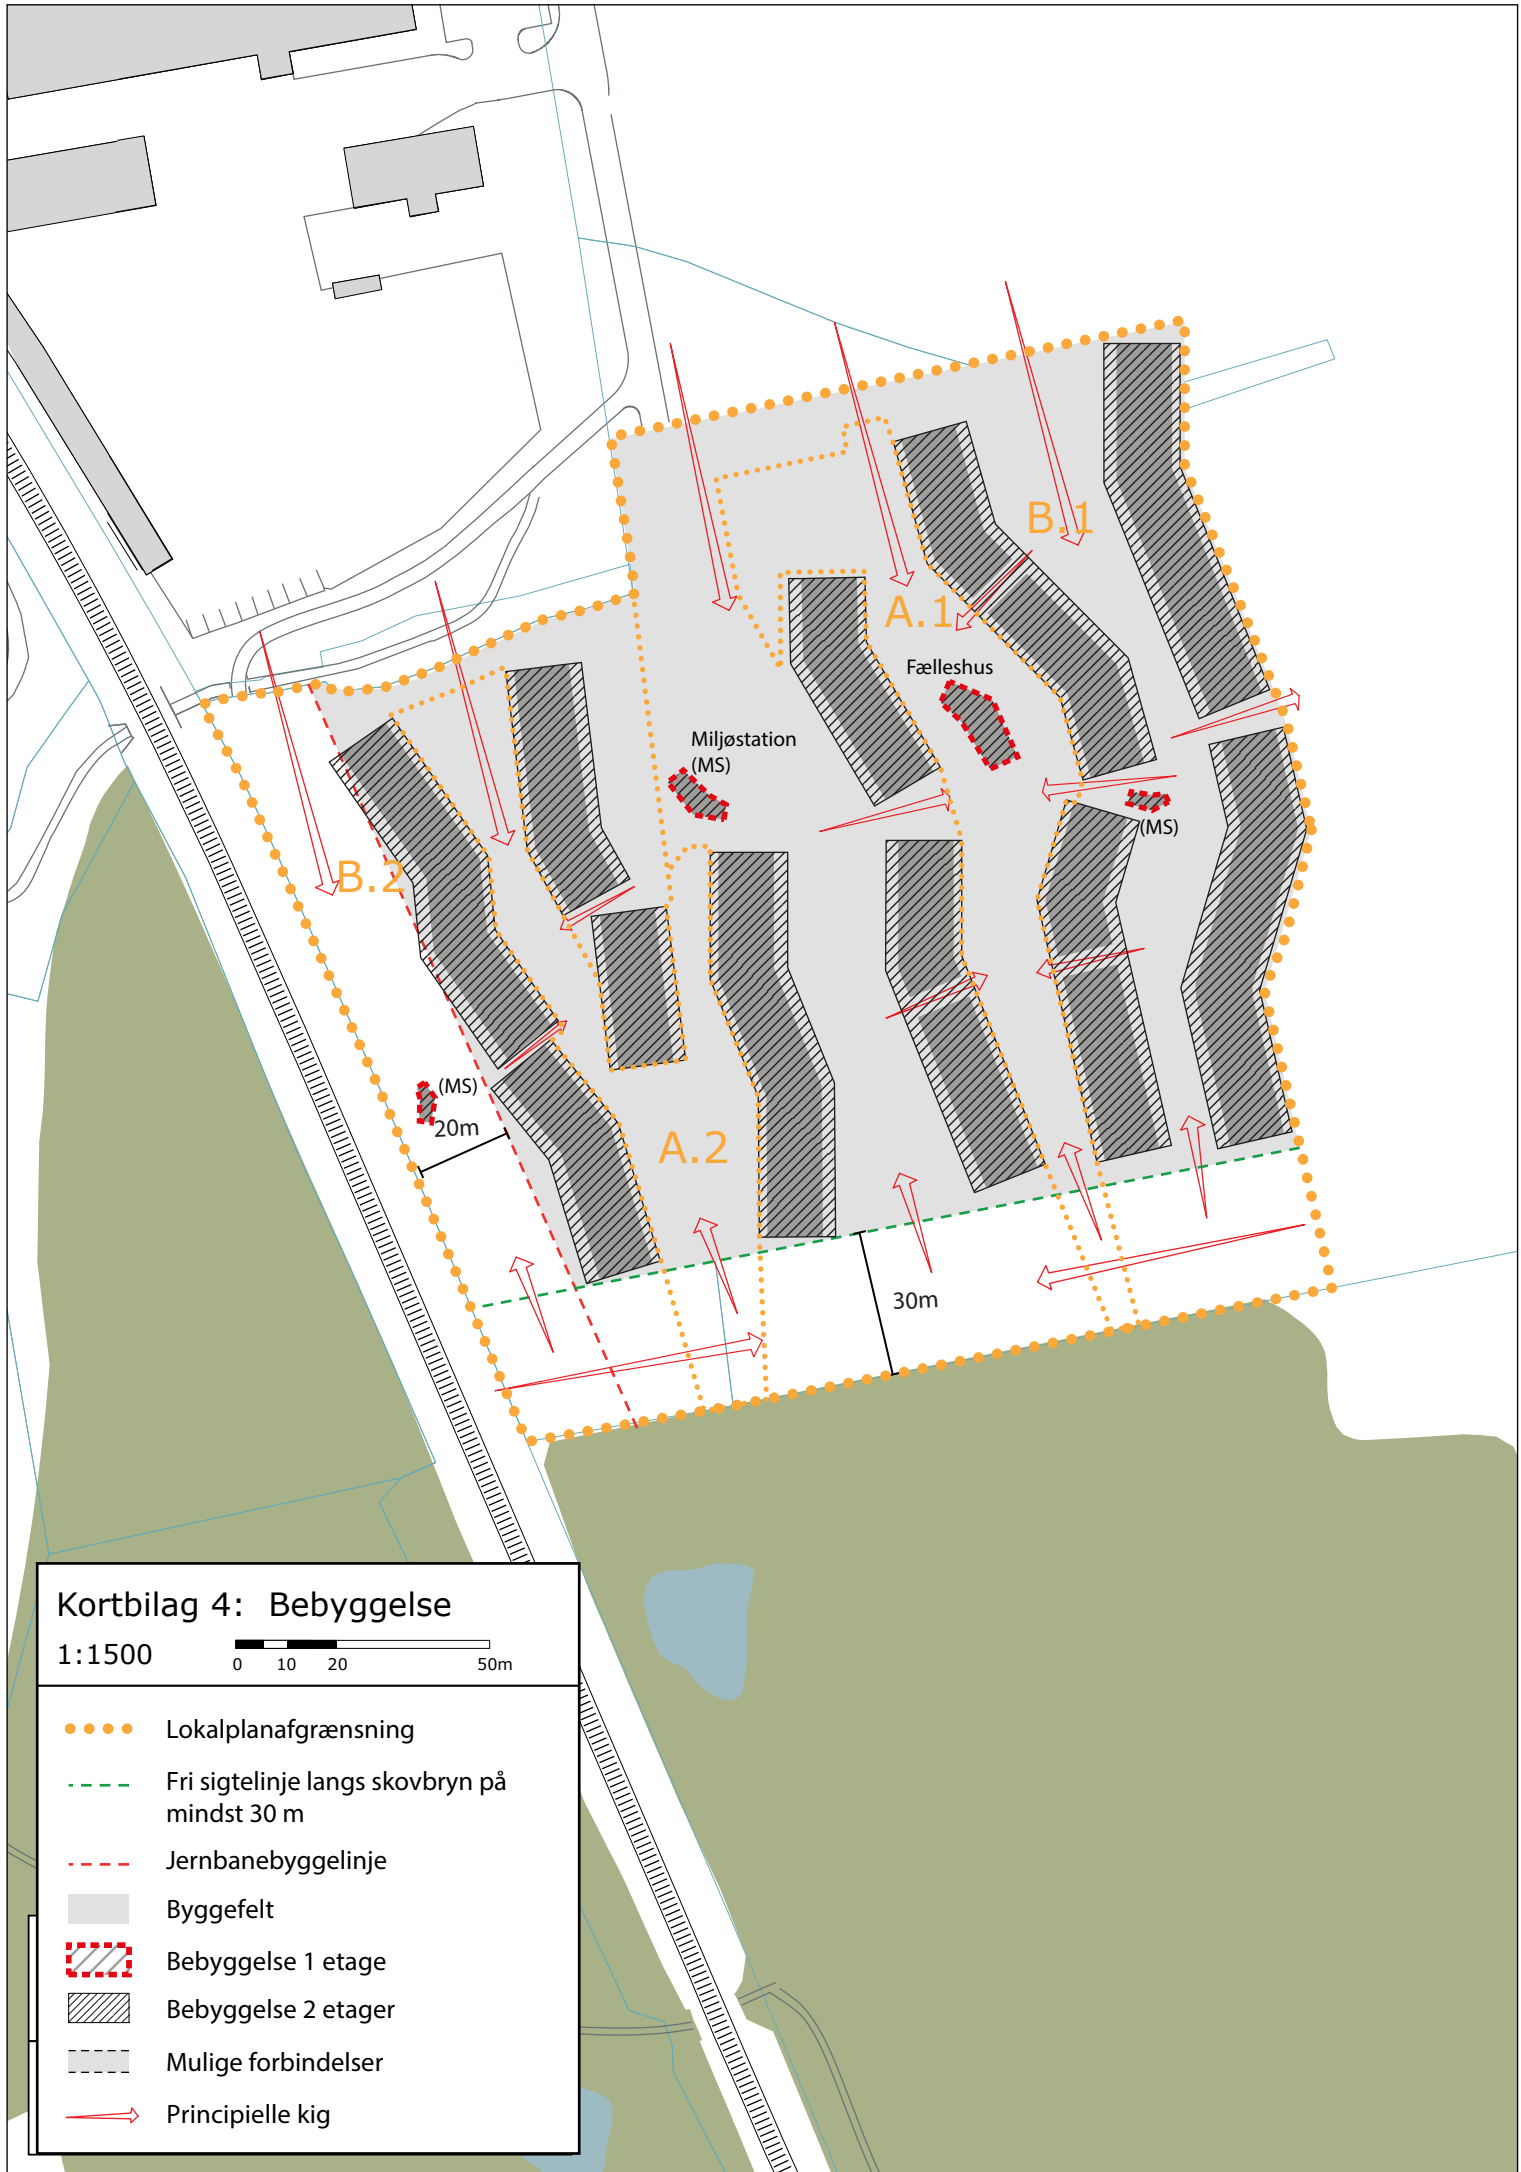 B.1
A.1
Fælleshus
Miljøstation
(MS)
(MS)
B.2
(MS)
20m
A.2
30m
Kortbilag 4: Bebyggelse
1:1500
0 10 20 50m
Lokalplanafgrænsning
Fri sigtelinje langs skovbryn på
mindst 30 m
Jernbanebyggelinje
Byggefelt
Bebyggelse 1 etage
Bebyggelse 2 etager
Mulige forbindelser
Principielle kig